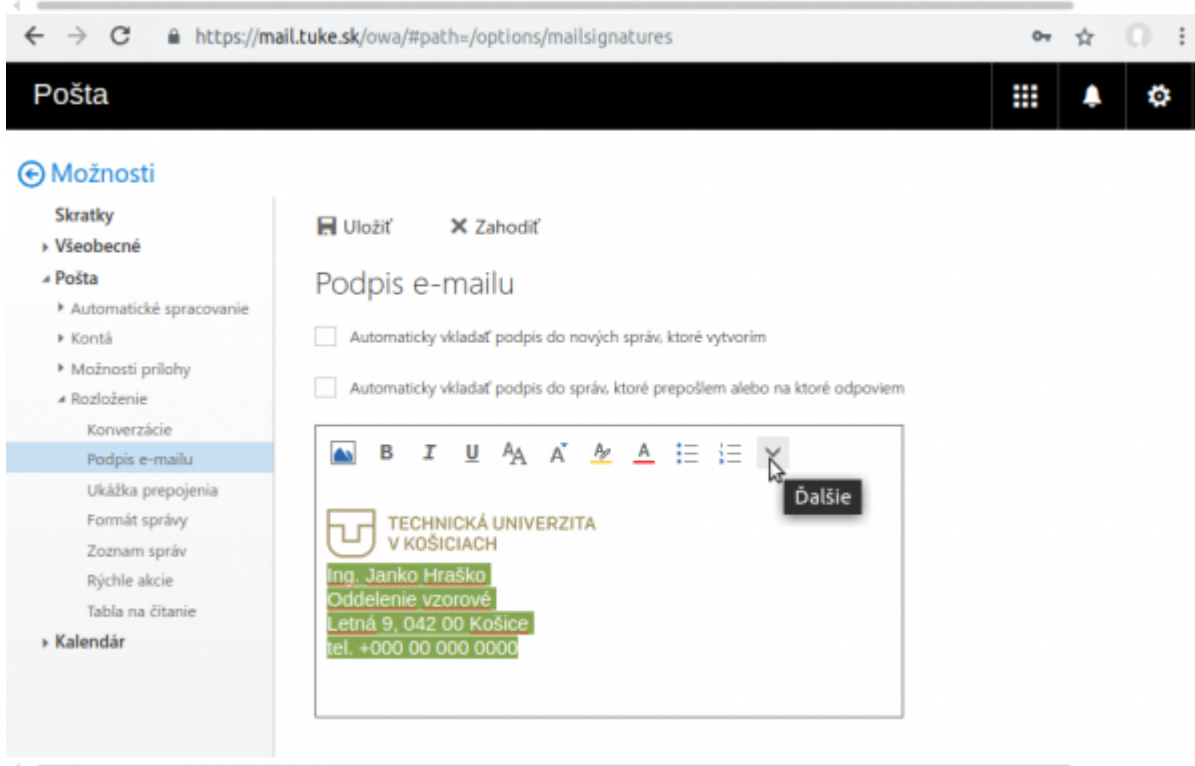 https://mail.tuke.sk/owa/#path=/options/mailsignatures
Pošta
Možnosti
Skratky
Všeobecné
Pošta
Automatické spracovanie
Kontá
Možnosti prílohy
Rozloženie
Konverzácie
Podpis e-mailu
Ukážka prepojenia
Formát správy
Zoznam správ
Rýchle akcie
Tabla na čítanie
Kalendár
Uložiť Zahodiť
Podpis e-mailu
Automaticky vkladať podpis do nových správ, ktoré vytvorím
Automaticky vkladať podpis do správ, ktoré prepošlem alebo na ktoré odpoviem
B I U
Ďalšie
TECHNICKÁ UNIVERZITA
V KOŠICIACH
Ing. Janko Hraško
Oddelenie vzorové
Letná 9, 042 00 Košice
tel. +000 00 000 0000